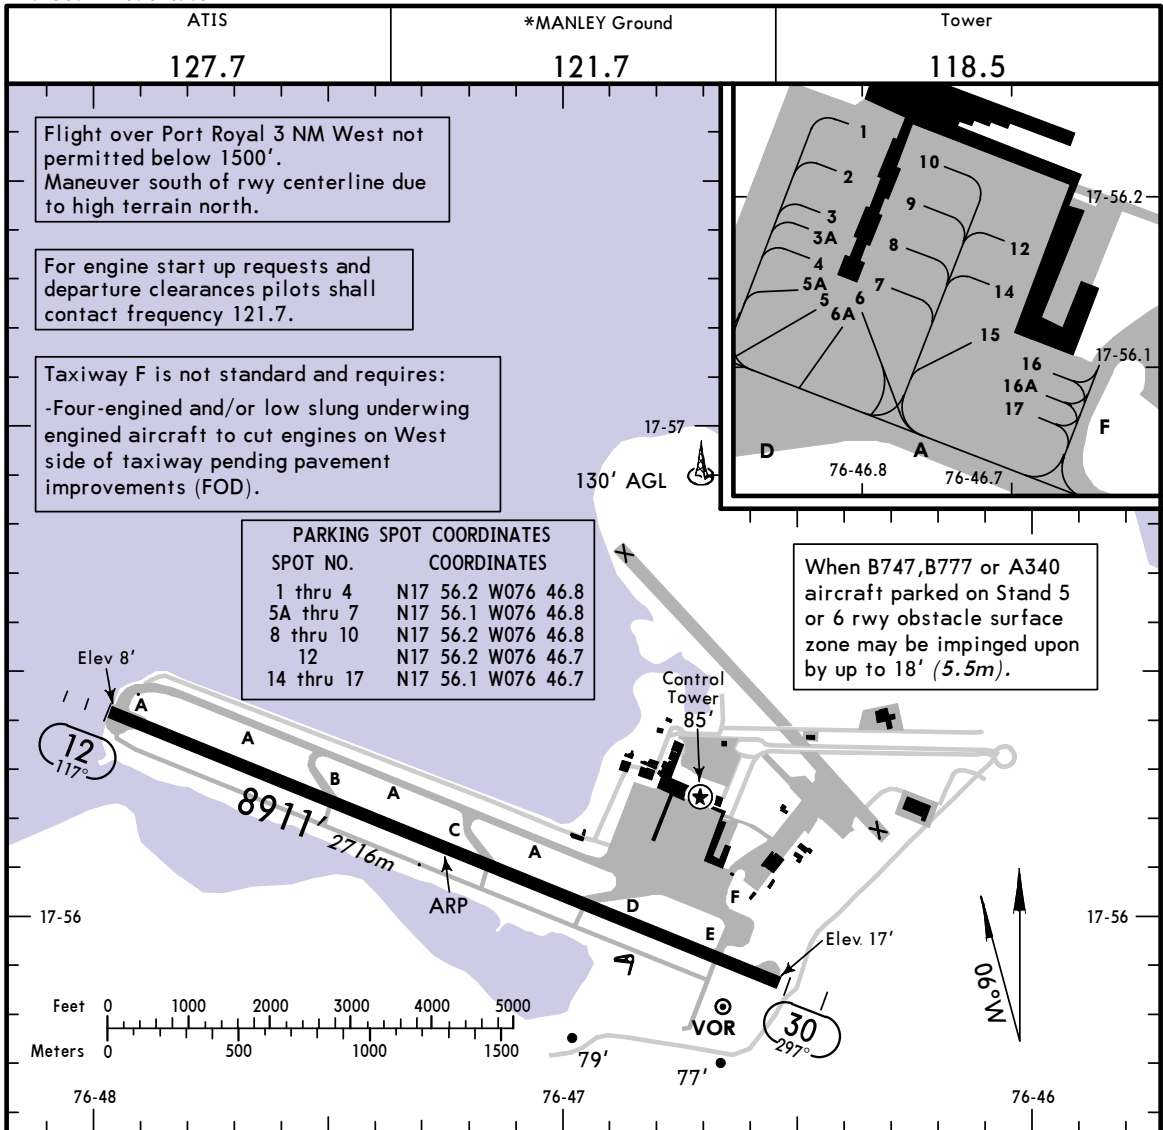 ATIS
127.7
*MANLEY Ground
121.7
Tower
118.5
Flight over Port Royal 3 NM West not
permitted below 1500'.
Maneuver south of rwy centerline due
to high terrain north.
For engine start up requests and
departure clearances pilots shall
contact frequency 121.7.
Taxiway F is not standard and requires:
-Four-engined and/or low slung underwing
engined aircraft to cut engines on West
side of taxiway pending pavement
improvements (FOD).
1
2
3
3A
4
5A
5
6
6A
7
8
9
10
12
14
15
16
16A
17
17-56.2
17-56.1
D
A
F
76-46.8
76-46.7
17-57
130' AGL
PARKING SPOT COORDINATES
SPOT NO. COORDINATES
1 thru 4 N17 56.2 W076 46.8
5A thru 7 N17 56.1 W076 46.8
8 thru 10 N17 56.2 W076 46.8
12 N17 56.2 W076 46.7
14 thru 17 N17 56.1 W076 46.7
When B747,B777 or A340
aircraft parked on Stand 5
or 6 rwy obstacle surface
zone may be impinged upon
by up to 18' (5.5m).
Elev 8'
Control
Tower
85'
A
A
B
A
C
A
12
117°
8911'
2716m
ARP
D
E
F
17-56
17-56
Elev 17'
06°W
VOR
30
297°
79'
77'
Feet 0 1000 2000 3000 4000 5000
Meters 0 500 1000 1500
76-48
76-47
76-46